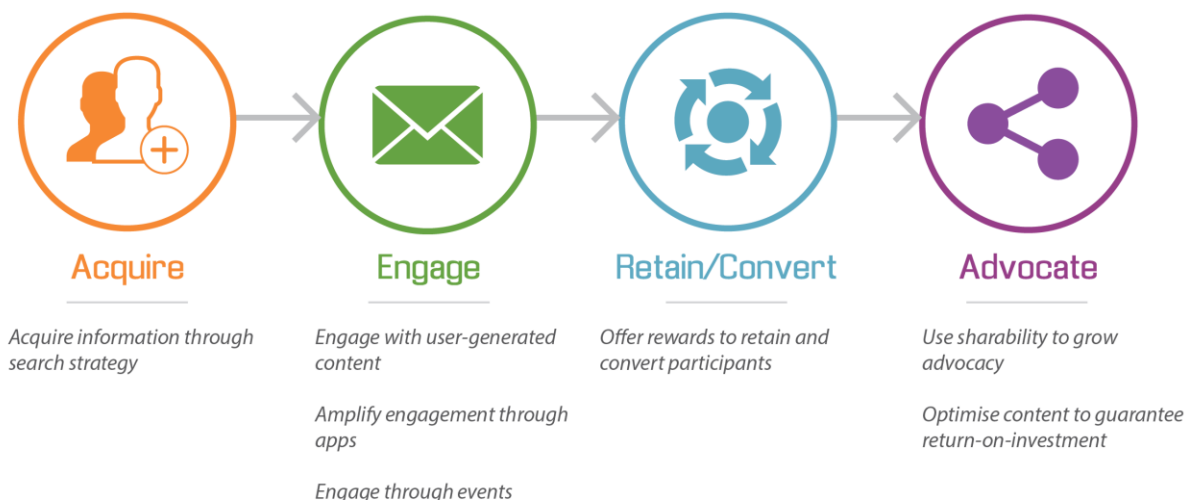 Acquire
Engage
Retain/Convert
Advocate
Acquire information through
search strategy
Engage with user-generated
content
Amplify engagement through
apps
Engage through events
Offer rewards to retain and
convert participants
Use sharability to grow
advocacy
Optimise content to guarantee
return-on-investment